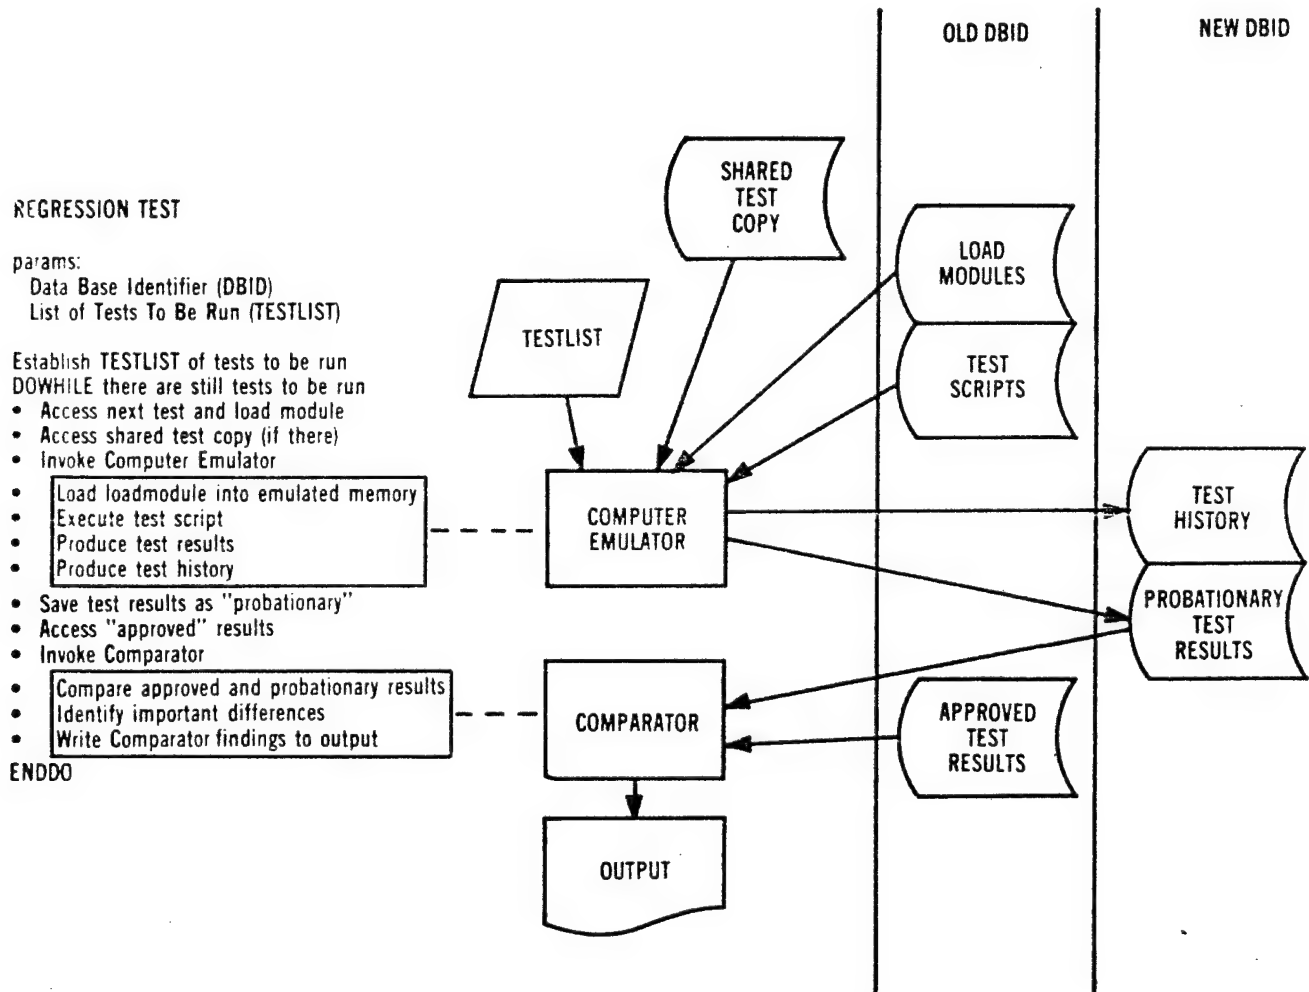 OLD DBID
NEW DBID
SHARED
TEST
COPY
REGRESSION TEST
params:
Data Base Identifier (DBID)
List of Tests To Be Run (TESTLIST)
Establish TESTLIST of tests to be run
DOWHILE there are still tests to be run
• Access next test and load module
• Access shared test copy (if there)
• Invoke Computer Emulator
• Load loadmodule into emulated memory
• Execute test script
• Produce test results
• Produce test history
• Save test results as "probationary"
• Access "approved" results
• Invoke Comparator
• Compare approved and probationary results
• Identify important differences
• Write Comparator findings to output
ENDDO
TESTLIST
LOAD
MODULES
TEST
SCRIPTS
COMPUTER
EMULATOR
TEST
HISTORY
PROBATIONARY
TEST
RESULTS
COMPARATOR
APPROVED
TEST
RESULTS
OUTPUT